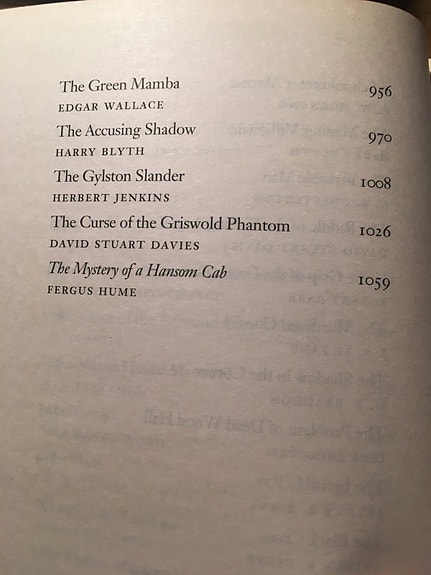 The Green Mamba 956
EDGAR WALLACE
The Accusing Shadow 970
HARRY BLYTH
The Gylston Slander 1008
HERBERT JENKINS
The Curse of the Griswold Phantom 1026
DAVID STUART DAVIES
The Mystery of a Hansom Cab 1059
FERGUS HUME